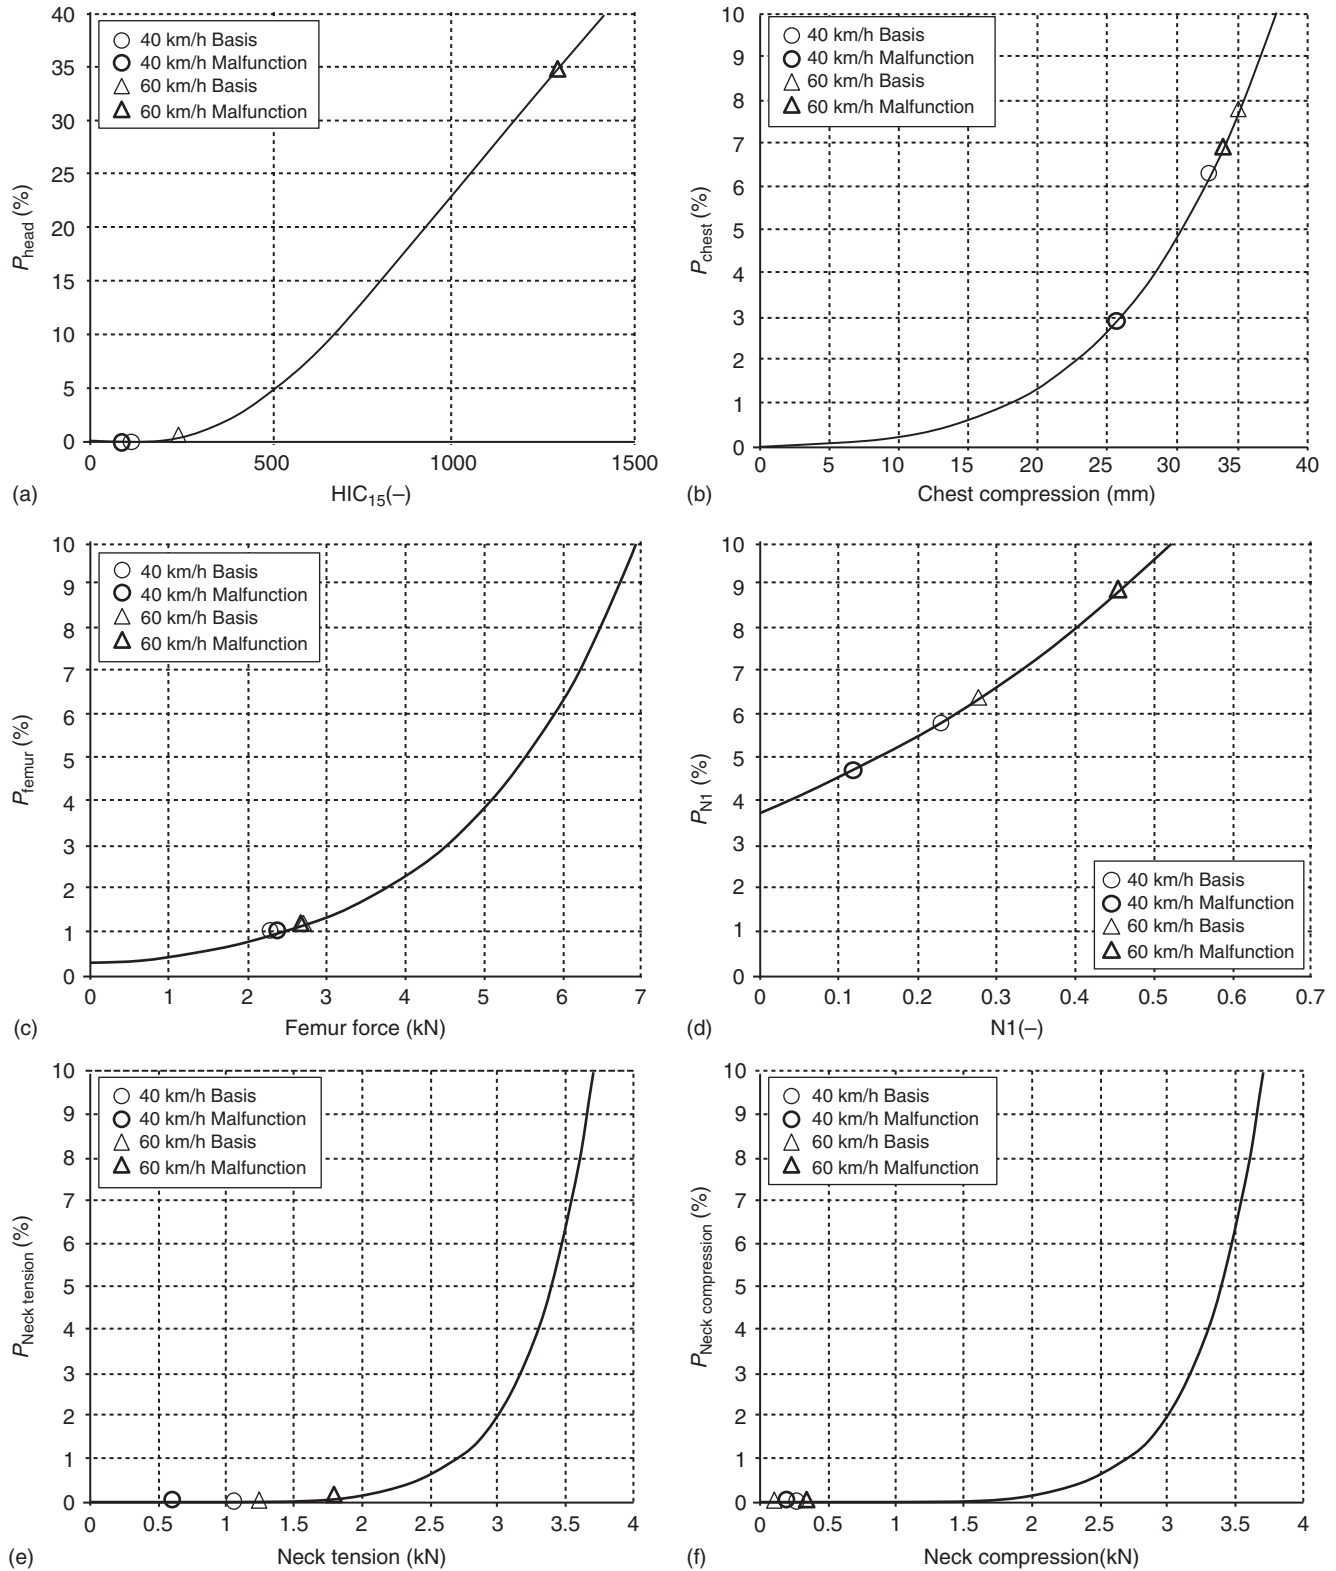 40
35
30
25
20
15
10
5
0
P head (%)
40 km/h Basis
40 km/h Malfunction
60 km/h Basis
60 km/h Malfunction
0 500 1000 1500
(a) HIC15(–)
10
9
8
7
6
5
4
3
2
1
0
P chest (%)
40 km/h Basis
40 km/h Malfunction
60 km/h Basis
60 km/h Malfunction
0 5 10 15 20 25 30 35 40
(b) Chest compression (mm)
10
9
8
7
6
5
4
3
2
1
0
P femur (%)
40 km/h Basis
40 km/h Malfunction
60 km/h Basis
60 km/h Malfunction
0 1 2 3 4 5 6 7
(c) Femur force (kN)
10
9
8
7
6
5
4
3
2
1
0
P N1 (%)
40 km/h Basis
40 km/h Malfunction
60 km/h Basis
60 km/h Malfunction
0 0.1 0.2 0.3 0.4 0.5 0.6 0.7
(d) N1(–)
10
9
8
7
6
5
4
3
2
1
0
P Neck tension (%)
40 km/h Basis
40 km/h Malfunction
60 km/h Basis
60 km/h Malfunction
0 0.5 1 1.5 2 2.5 3 3.5 4
(e) Neck tension (kN)
10
9
8
7
6
5
4
3
2
1
0
P Neck compression (%)
40 km/h Basis
40 km/h Malfunction
60 km/h Basis
60 km/h Malfunction
0 0.5 1 1.5 2 2.5 3 3.5 4
(f) Neck compression(kN)